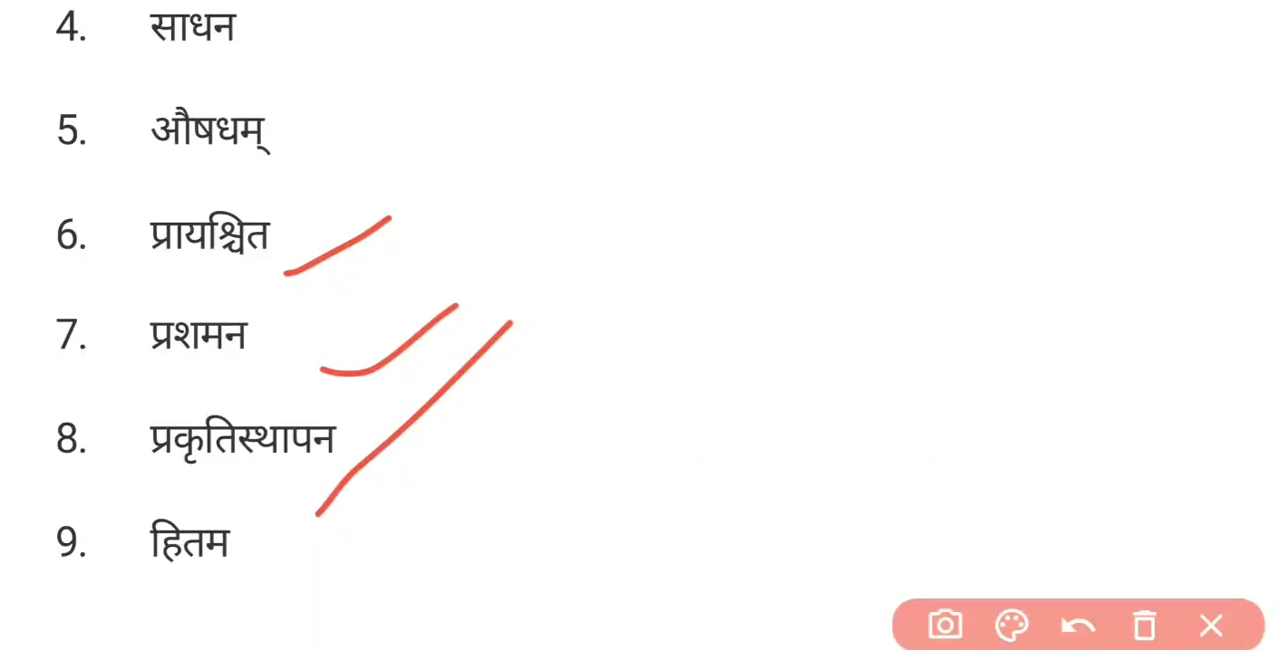 4. साधन
5. औषधम्
6. प्रायश्चित
7. प्रशमन
8. प्रकृतिस्थापन
9. हितम